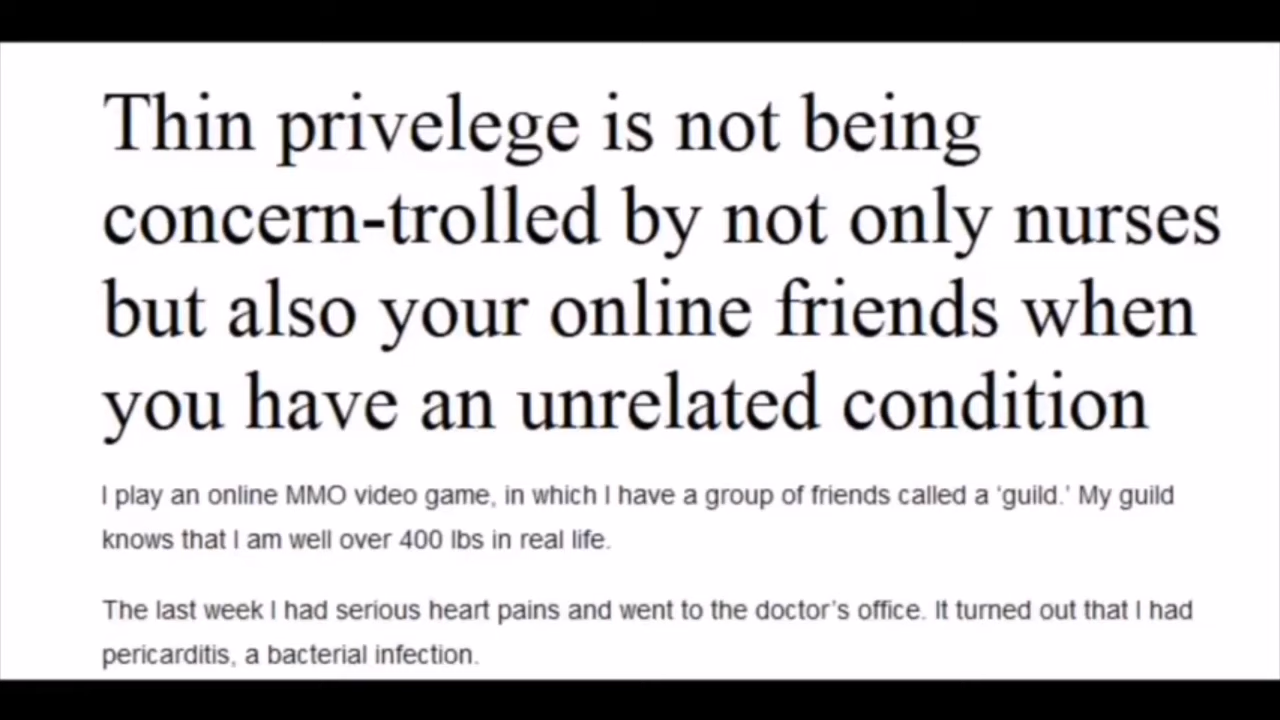 Thin privelege is not being
concern-trolled by not only nurses
but also your online friends when
you have an unrelated condition
I play an online MMO video game, in which I have a group of friends called a ‘guild.’ My guild
knows that I am well over 400 lbs in real life.
The last week I had serious heart pains and went to the doctor’s office. It turned out that I had
pericarditis, a bacterial infection.